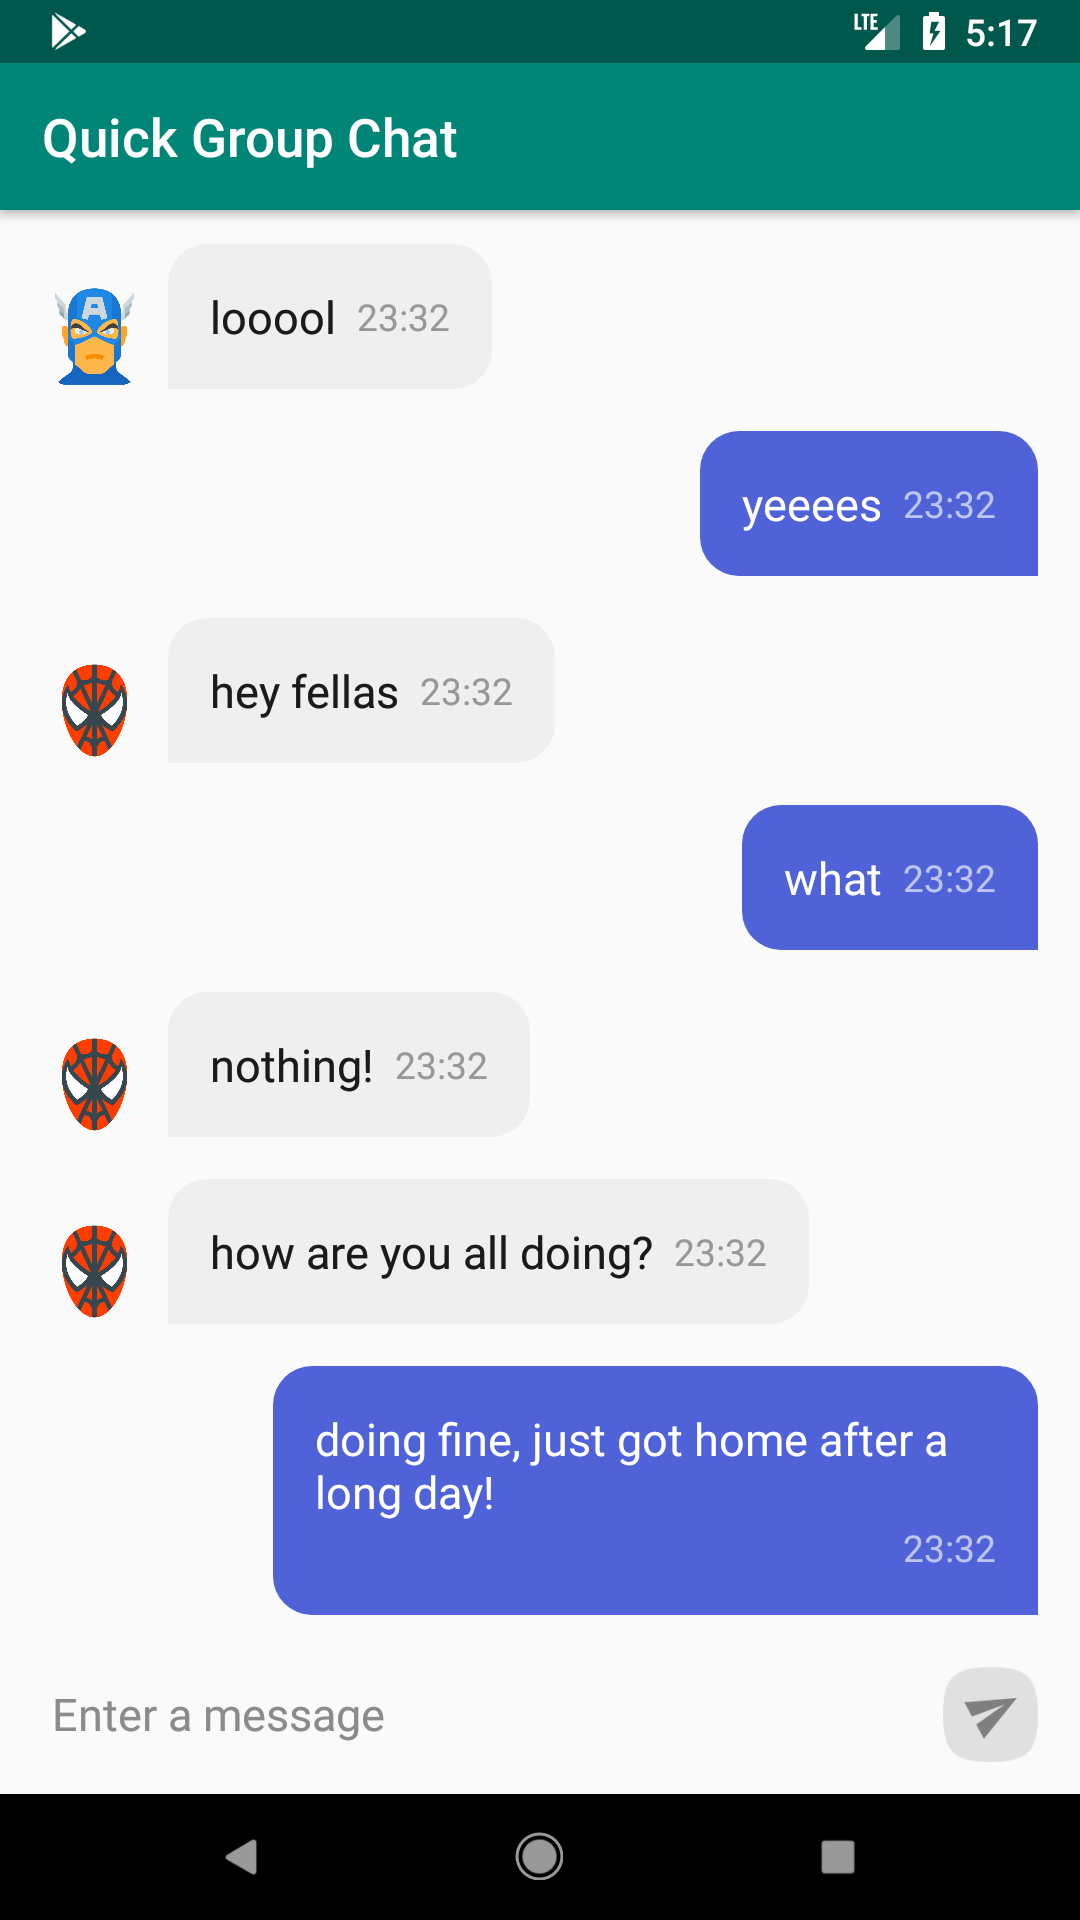 LTE 5:17
Quick Group Chat
A
looool 23:32
yeeees 23:32
hey fellas 23:32
what 23:32
nothing! 23:32
how are you all doing? 23:32
doing fine, just got home after a
long day!
23:32
Enter a message